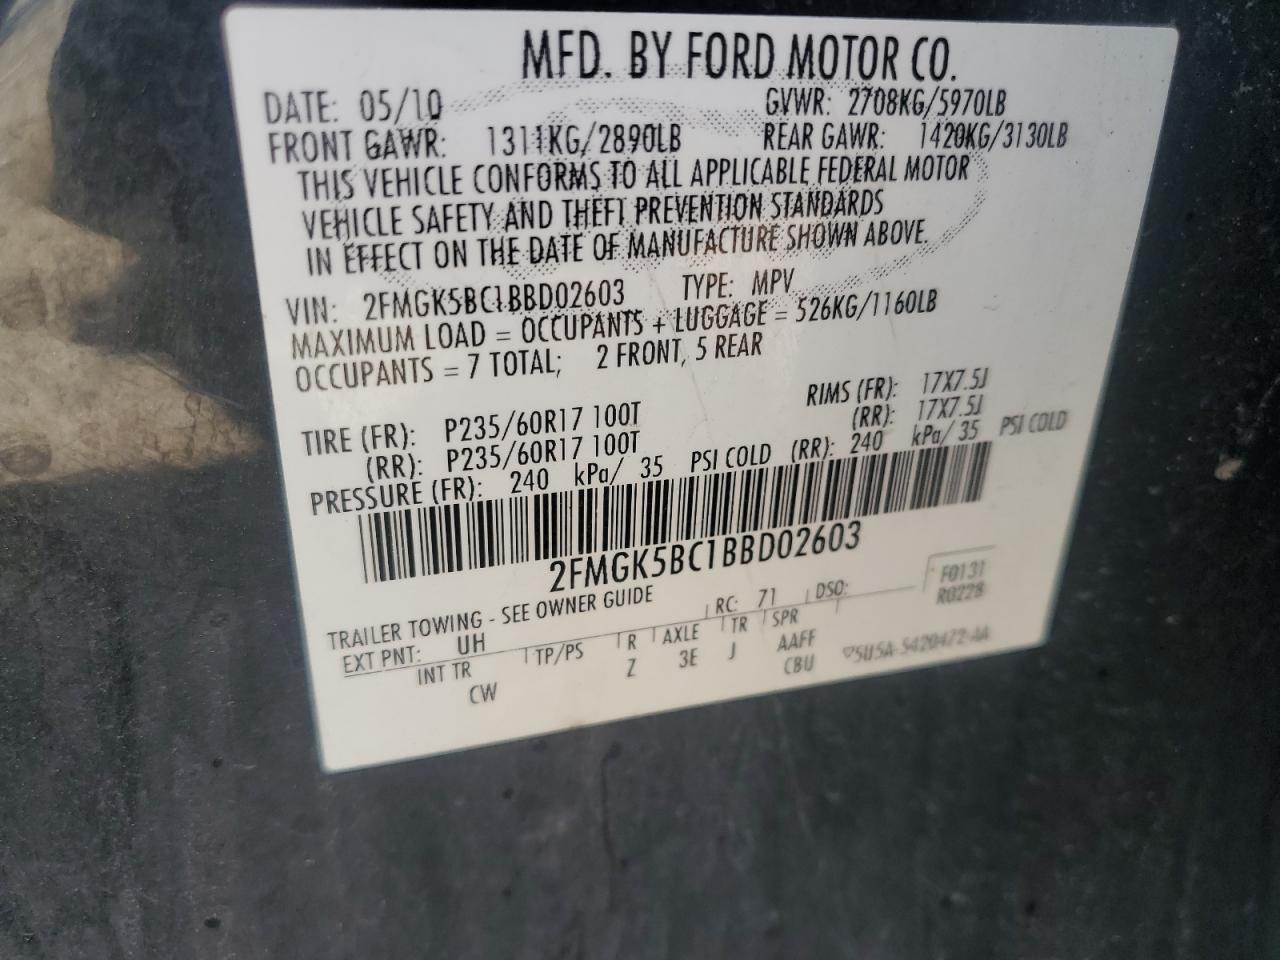 MFD. BY FORD MOTOR CO.
DATE: 05/10 GVWR: 2708KG/5970LB
FRONT GAWR: 1311KG/2890LB REAR GAWR: 1420KG/3130LB
THIS VEHICLE CONFORMS TO ALL APPLICABLE FEDERAL MOTOR
VEHICLE SAFETY AND THEFT PREVENTION STANDARDS
IN EFFECT ON THE DATE OF MANUFACTURE SHOWN ABOVE.
VIN: 2FMGK5BC1BBD02603 TYPE: MPV
MAXIMUM LOAD = OCCUPANTS + LUGGAGE = 526KG/1160LB
OCCUPANTS = 7 TOTAL; 2 FRONT, 5 REAR
TIRE (FR): P235/60R17 100T RIMS (FR): 17X7.5J
(RR): P235/60R17 100T (RR): 17X7.5J
PRESSURE (FR): 240 kPa/ 35 PSI COLD (RR): 240 kPa/ 35 PSI COLD
2FMGK5BC1BBD02603
TRAILER TOWING - SEE OWNER GUIDE
F0131
R0228
EXT PNT: UH RC: 71 DSO:
INT TR TP/PS R AXLE TR SPR
CW Z 3E J AAFF
CBU
5U5A-5420472-AA